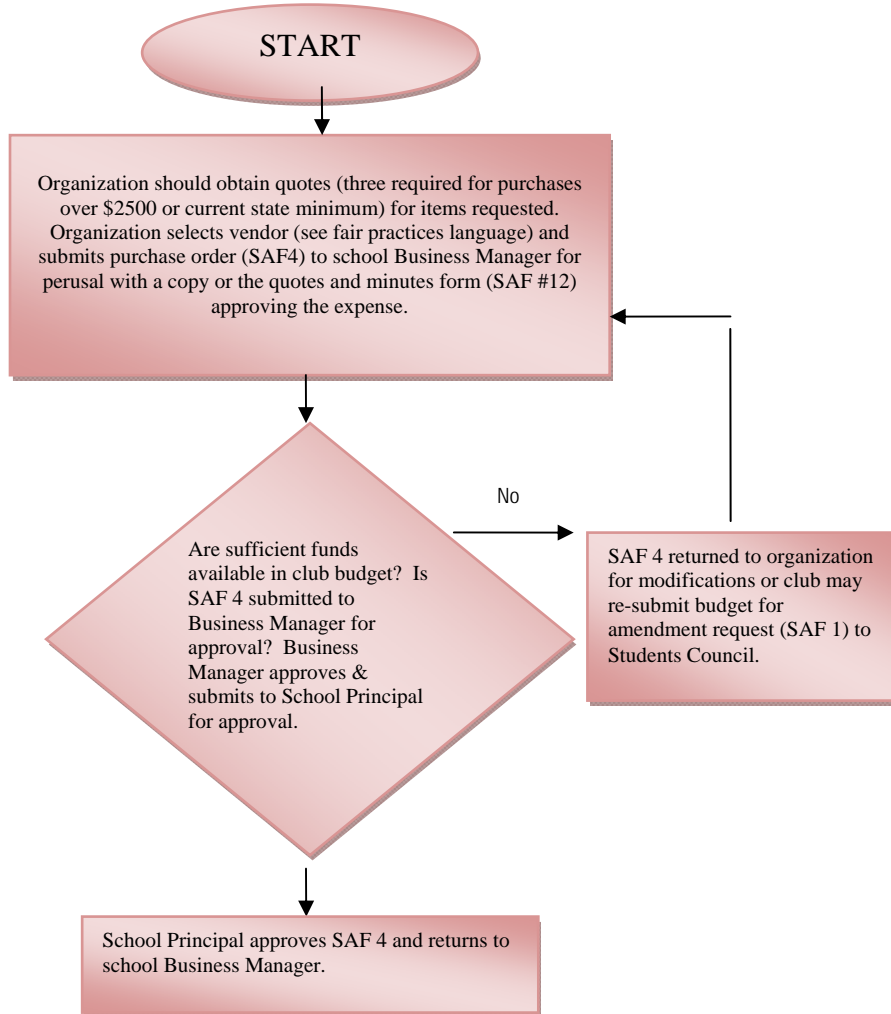 START
Organization should obtain quotes (three required for purchases
over $2500 or current state minimum) for items requested.
Organization selects vendor (see fair practices language) and
submits purchase order (SAF4) to school Business Manager for
perusal with a copy or the quotes and minutes form (SAF #12)
approving the expense.
Are sufficient funds
available in club budget?  Is
SAF 4 submitted to
Business Manager for
approval?  Business
Manager approves &
submits to School Principal
for approval.
No
SAF 4 returned to organization
for modifications or club may
re-submit budget for
amendment request (SAF 1) to
Students Council.
School Principal approves SAF 4 and returns to
school Business Manager.